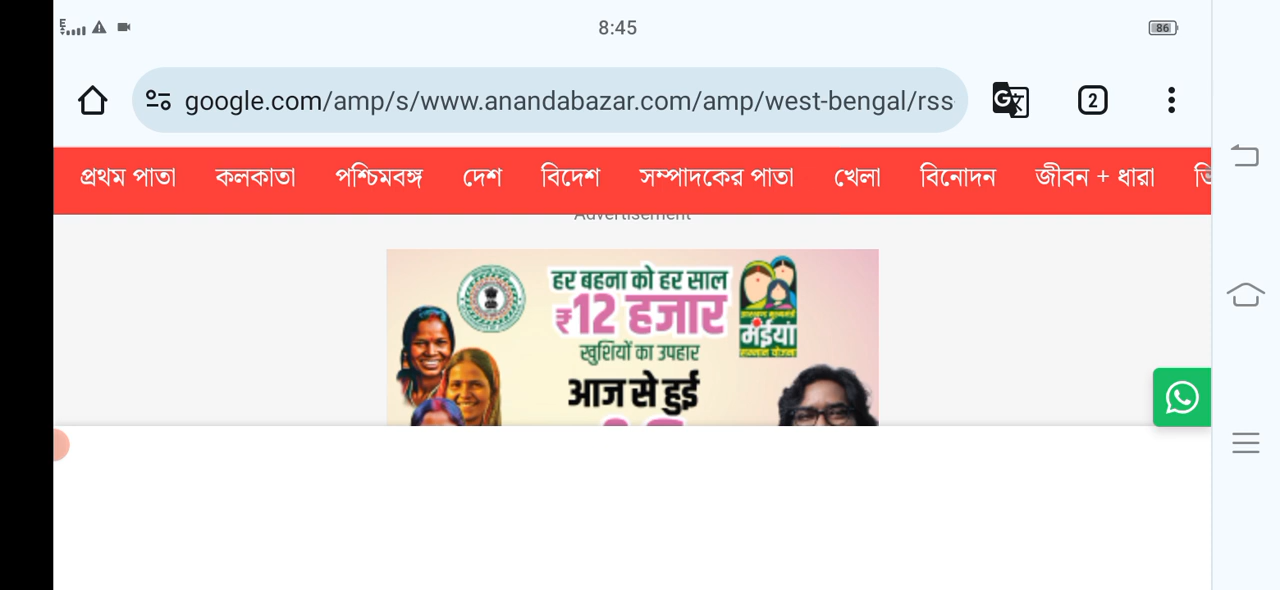 8:45
86
google.com/amp/s/www.anandabazar.com/amp/west-bengal/rss
2
প্রথম পাতা কলকাতা পশ্চিমবঙ্গ দেশ বিদেশ সম্পাদকের পাতা খেলা বিনোদন জীবন + ধারা
Advertisement
हर बहना को हर साल
₹12 हजार
खुशियों का उपहार
आज से हुई
मंईयां